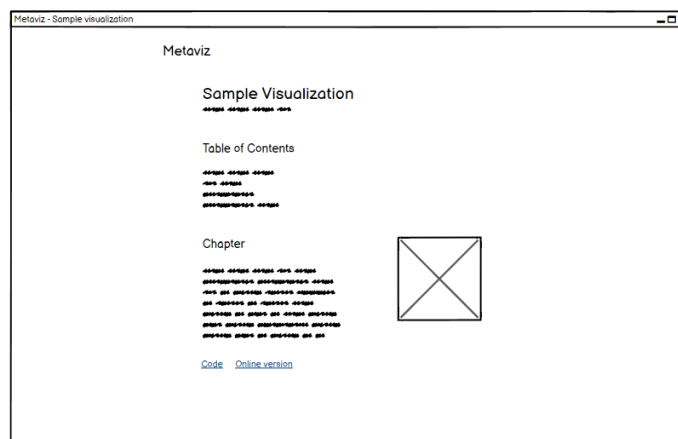 Metaviz - Sample visualization
Metaviz
Sample Visualization
Table of Contents
Chapter
Code Online version